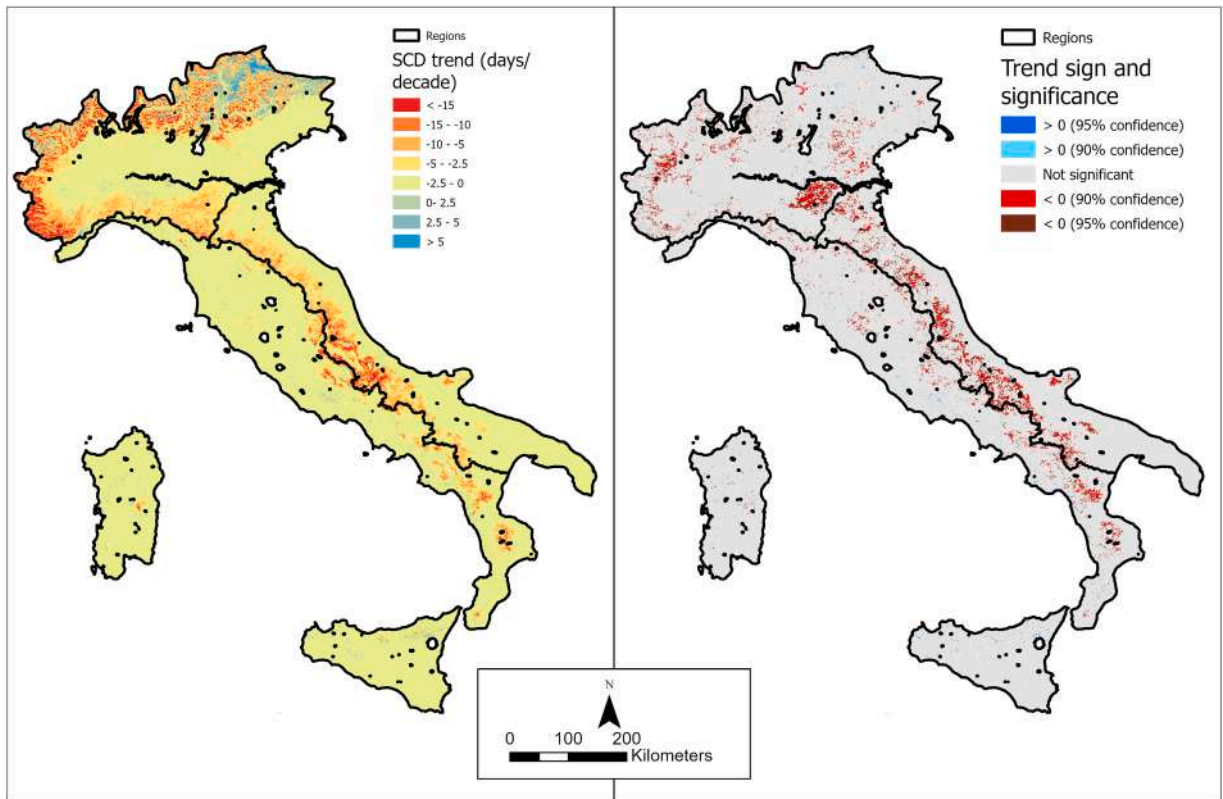 Regions
SCD trend (days/
decade)
< -15
-15 - -10
-10 - -5
-5 - -2.5
-2.5 - 0
0- 2.5
2.5 - 5
> 5
Regions
Trend sign and
significance
> 0 (95% confidence)
> 0 (90% confidence)
Not significant
< 0 (90% confidence)
< 0 (95% confidence)
N
0 100 200
Kilometers